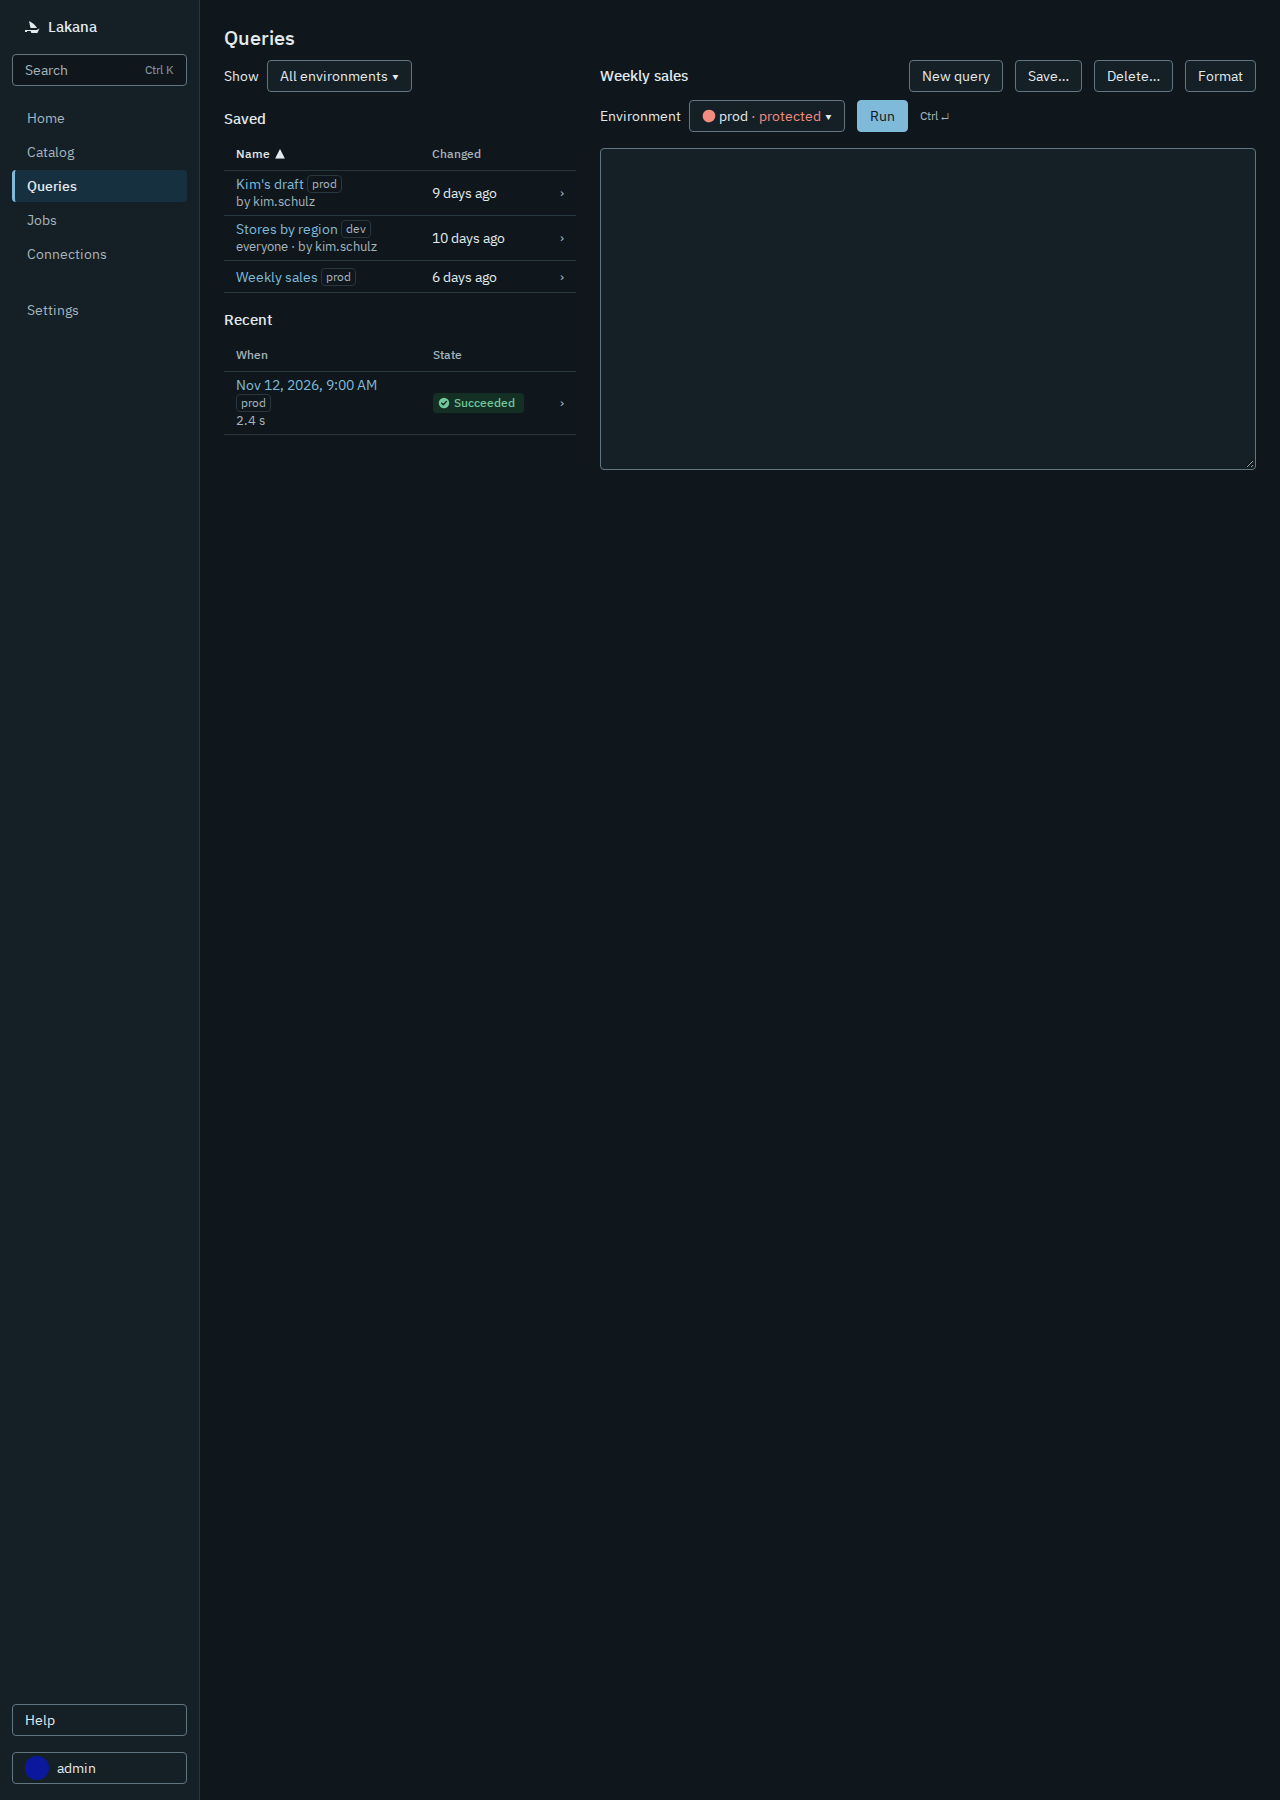 Lakana
Search Ctrl K
Home
Catalog
Queries
Jobs
Connections
Settings
Help
admin
Queries
Show All environments ▾
Saved
Name ▲ Changed
Kim's draft prod
by kim.schulz
9 days ago ›
Stores by region dev
everyone · by kim.schulz
10 days ago ›
Weekly sales prod 6 days ago ›
Recent
When State
Nov 12, 2026, 9:00 AM
prod
2.4 s
Succeeded ›
Weekly sales New query Save... Delete... Format
Environment prod · protected ▾ Run Ctrl ↵